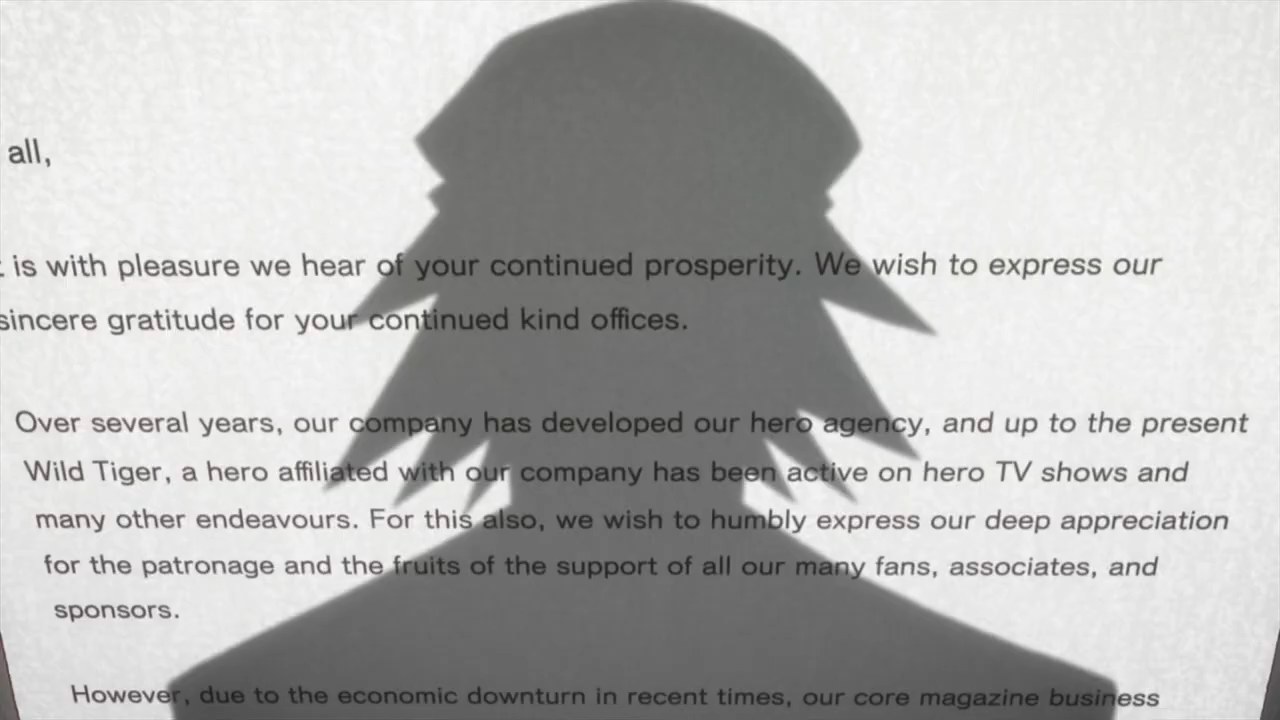 all,
is with pleasure we hear of your continued prosperity. We wish to express our
sincere gratitude for your continued kind offices.
Over several years, our company has developed our hero agency, and up to the present
Wild Tiger, a hero affiliated with our company has been active on hero TV shows and
many other endeavours. For this also, we wish to humbly express our deep appreciation
for the patronage and the fruits of the support of all our many fans, associates, and
sponsors.
However, due to the economic downturn in recent times, our core magazine business